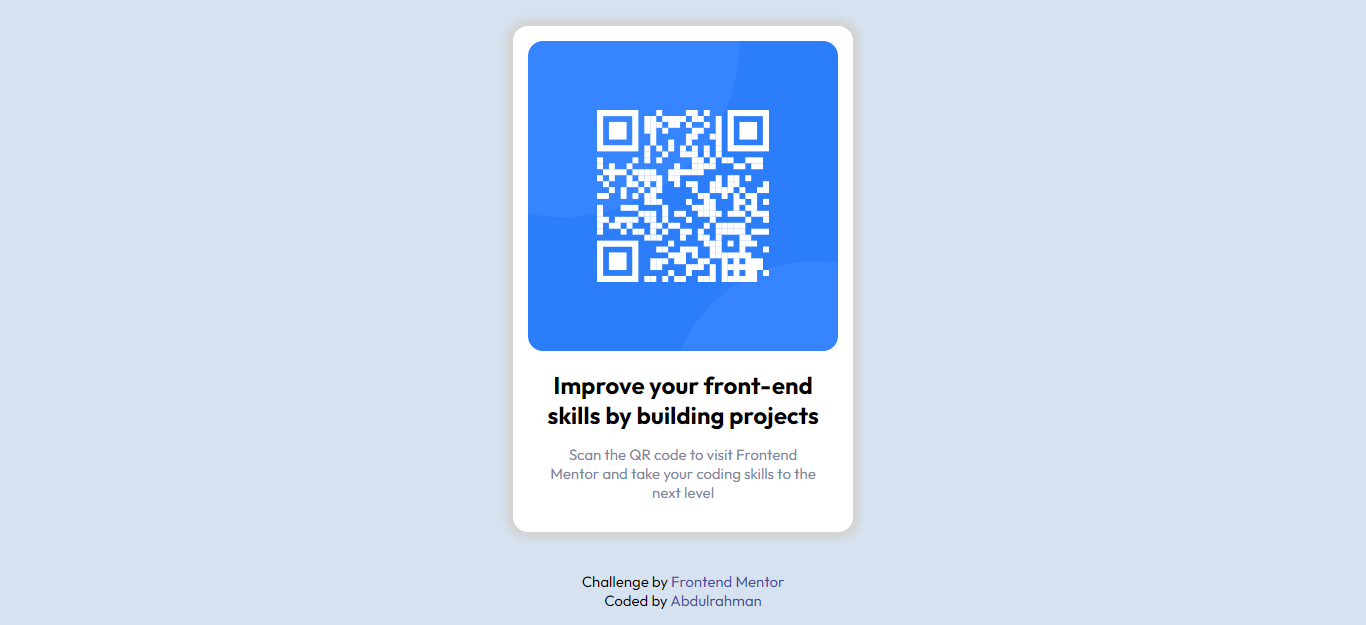 Improve your front-end
skills by building projects
Scan the QR code to visit Frontend
Mentor and take your coding skills to the
next level
Challenge by Frontend Mentor
Coded by Abdulrahman